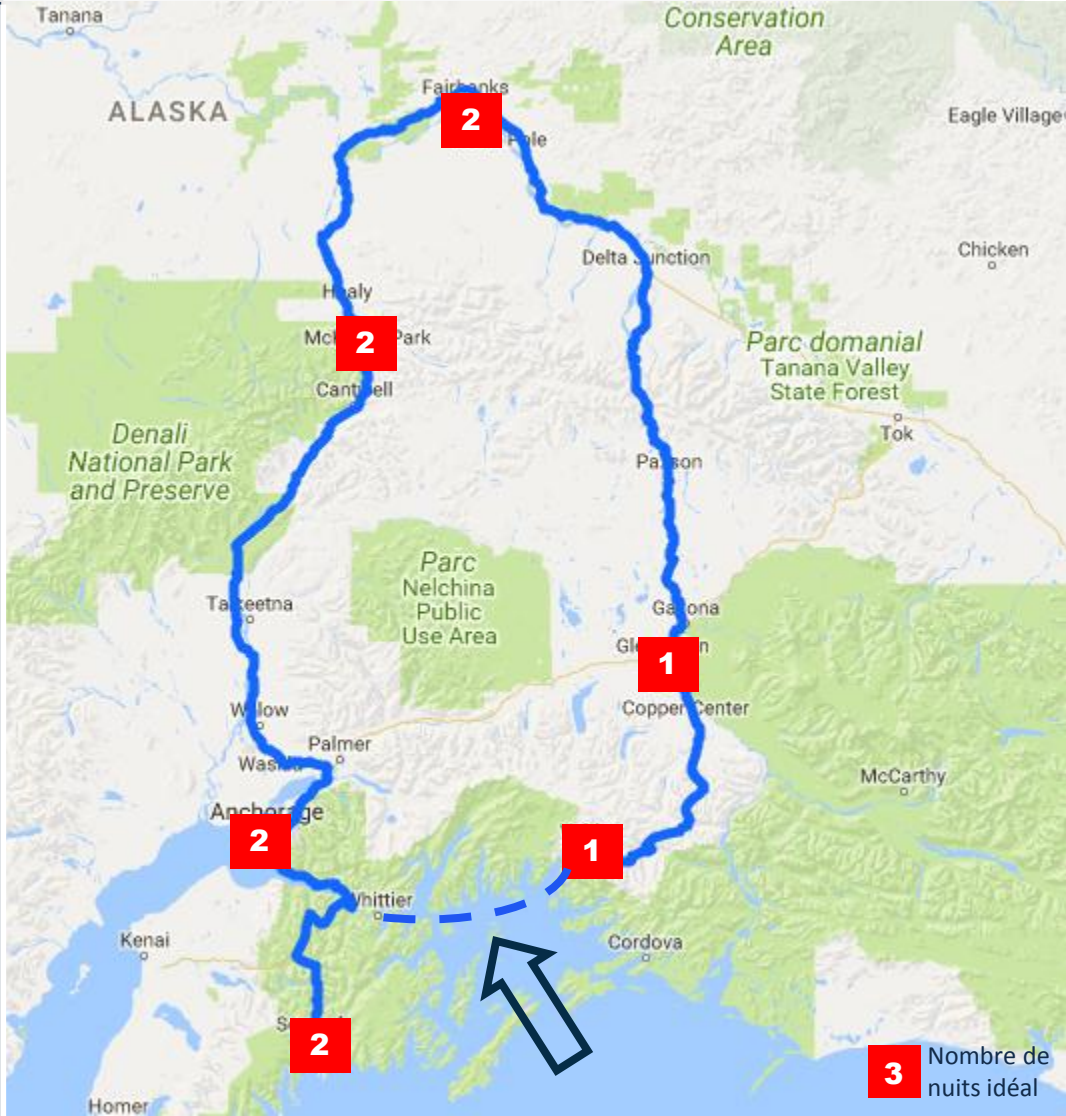 Tanana
Conservation
Area
Fairbanks
ALASKA
2
Eagle Village
Pole
Delta Junction
Chicken
Healy
2
Park
Cantwell
Parc domanial
Tanana Valley
State Forest
Denali
National Park
and Preserve
Tok
Paxson
Parc
Nelchina
Public
Use Area
Talkeetna
Gakona
1
Willow
Copper Center
Palmer
Wasilla
McCarthy
Anchorage
2
1
Whittier
Kenai
Cordova
2
3
Nombre de
nuits idéal
Homer